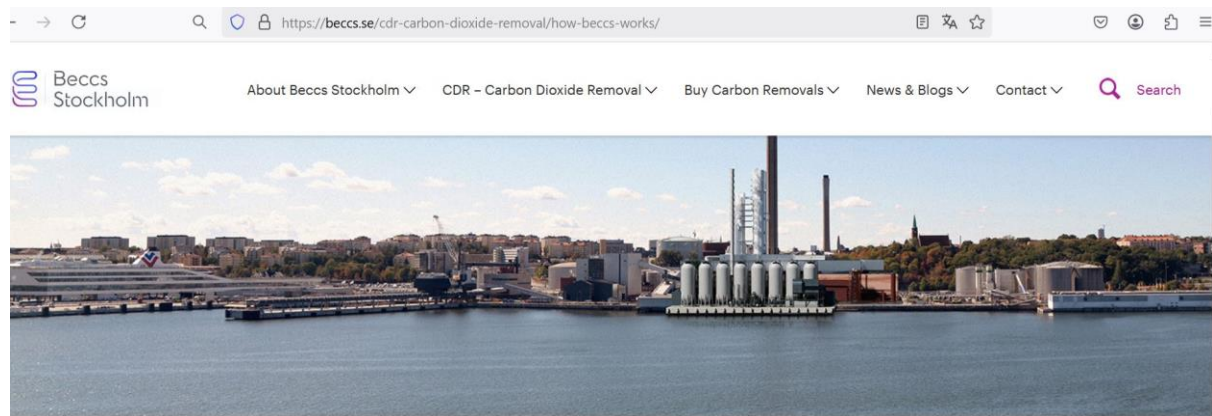 https://beccs.se/cdr-carbon-dioxide-removal/how-beccs-works/
Beccs
Stockholm
About Beccs Stockholm
CDR – Carbon Dioxide Removal
Buy Carbon Removals
News & Blogs
Contact
Search